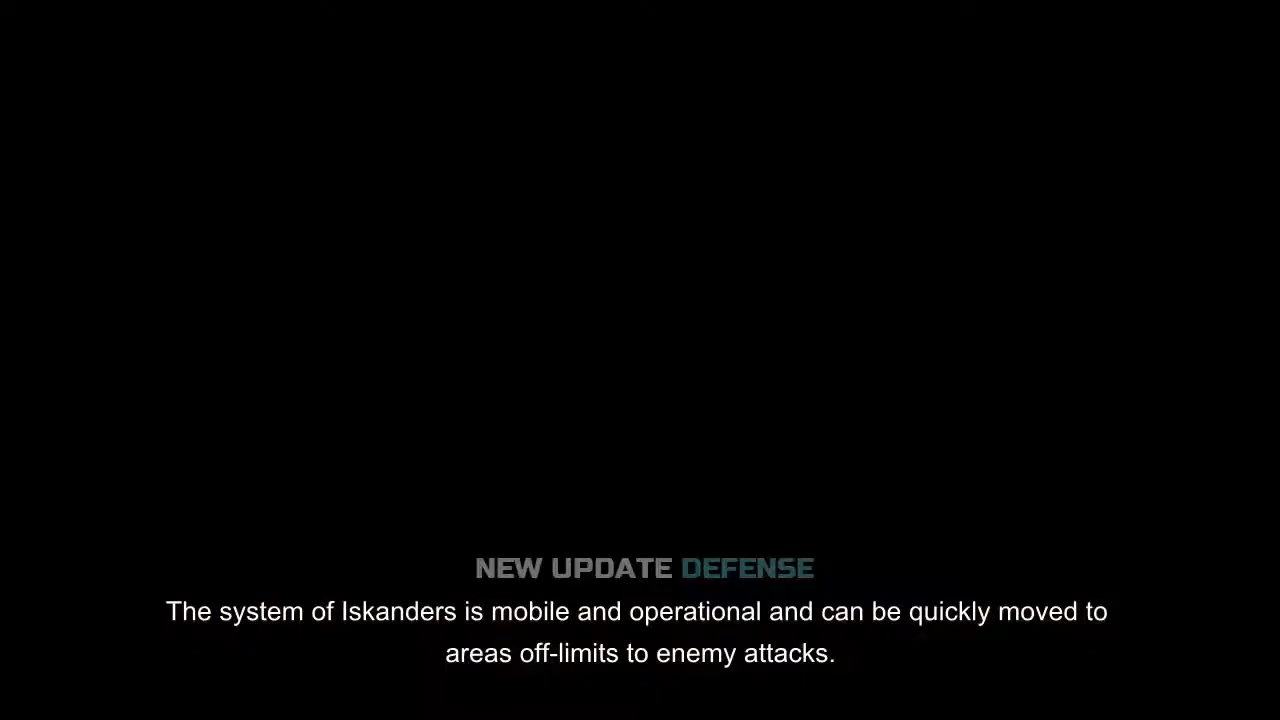 NEW UPDATE DEFENSE
The system of Iskanders is mobile and operational and can be quickly moved to
areas off-limits to enemy attacks.